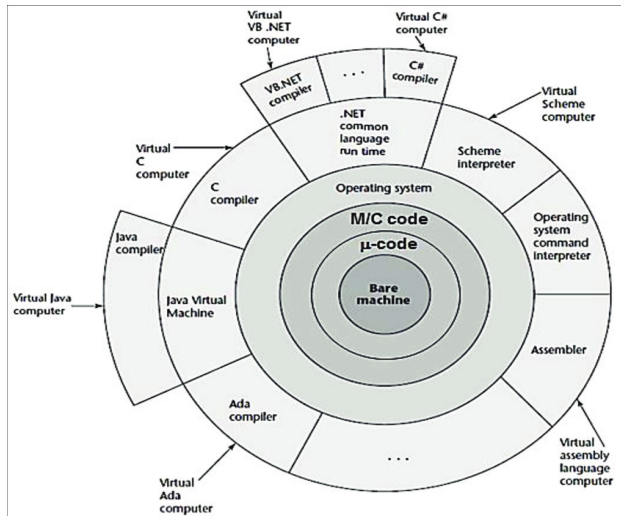 Virtual
VB .NET
computer
Virtual C#
computer
VB.NET
compiler
. . .
C#
compiler
Virtual
Scheme
computer
.NET
common
language
run time
Virtual
C
computer
Scheme
interpreter
C
compiler
Operating system
Operating
system
command
interpreter
M/C code
µ-code
Java
compiler
Bare
machine
Virtual Java
computer
Java Virtual
Machine
Assembler
Ada
compiler
. . .
Virtual
assembly
language
computer
Virtual
Ada
computer